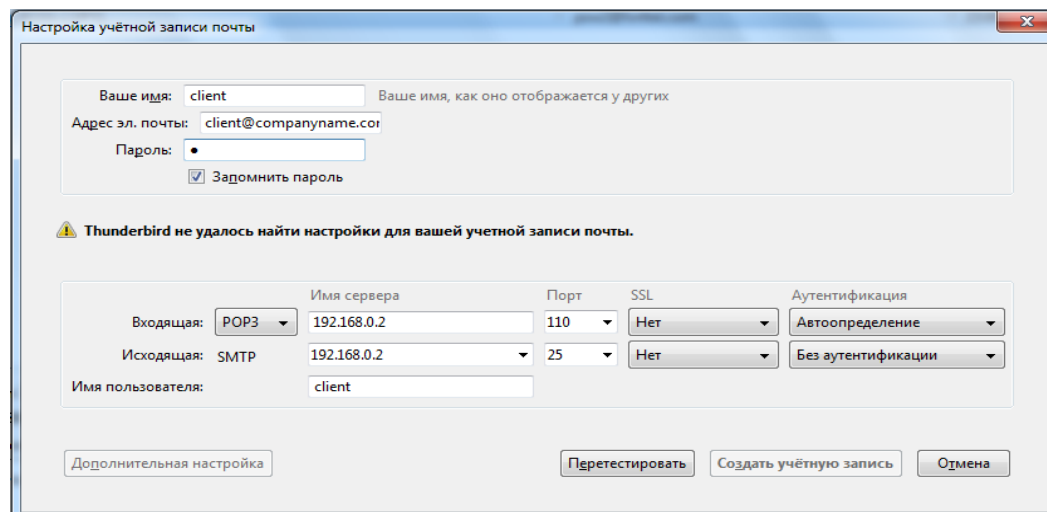 Настройка учётной записи почты
Ваше имя: client Ваше имя, как оно отображается у других
Адрес эл. почты: client@companyname.cor
Пароль: ●
Запомнить пароль
Thunderbird не удалось найти настройки для вашей учетной записи почты.
Имя сервера Порт SSL Аутентификация
Входящая: POP3 192.168.0.2 110 Нет Автоопределение
Исходящая: SMTP 192.168.0.2 25 Нет Без аутентификации
Имя пользователя: client
Дополнительная настройка Перетестировать Создать учётную запись Отмена